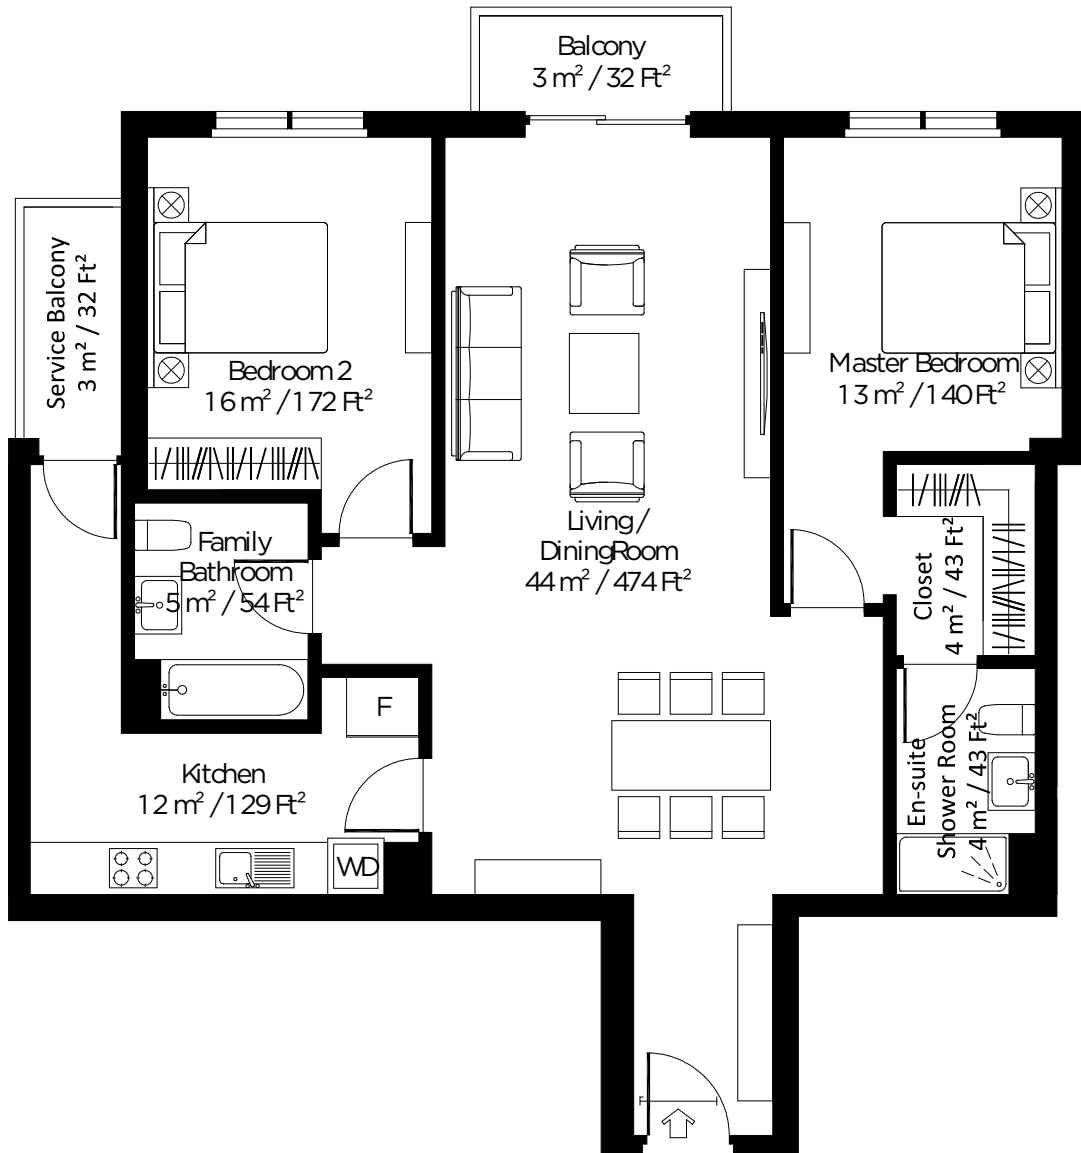 Balcony
3 m² / 32 Ft²
Service Balcony
3 m² / 32 Ft²
Bedroom 2
16 m² / 172 Ft²
Master Bedroom
13 m² / 140 Ft²
Living /
Dining Room
44 m² / 474 Ft²
Family
Bathroom
5 m² / 54 Ft²
Closet
4 m² / 43 Ft²
F
Kitchen
12 m² / 129 Ft²
WD
En-suite
Shower Room
4 m² / 43 Ft²